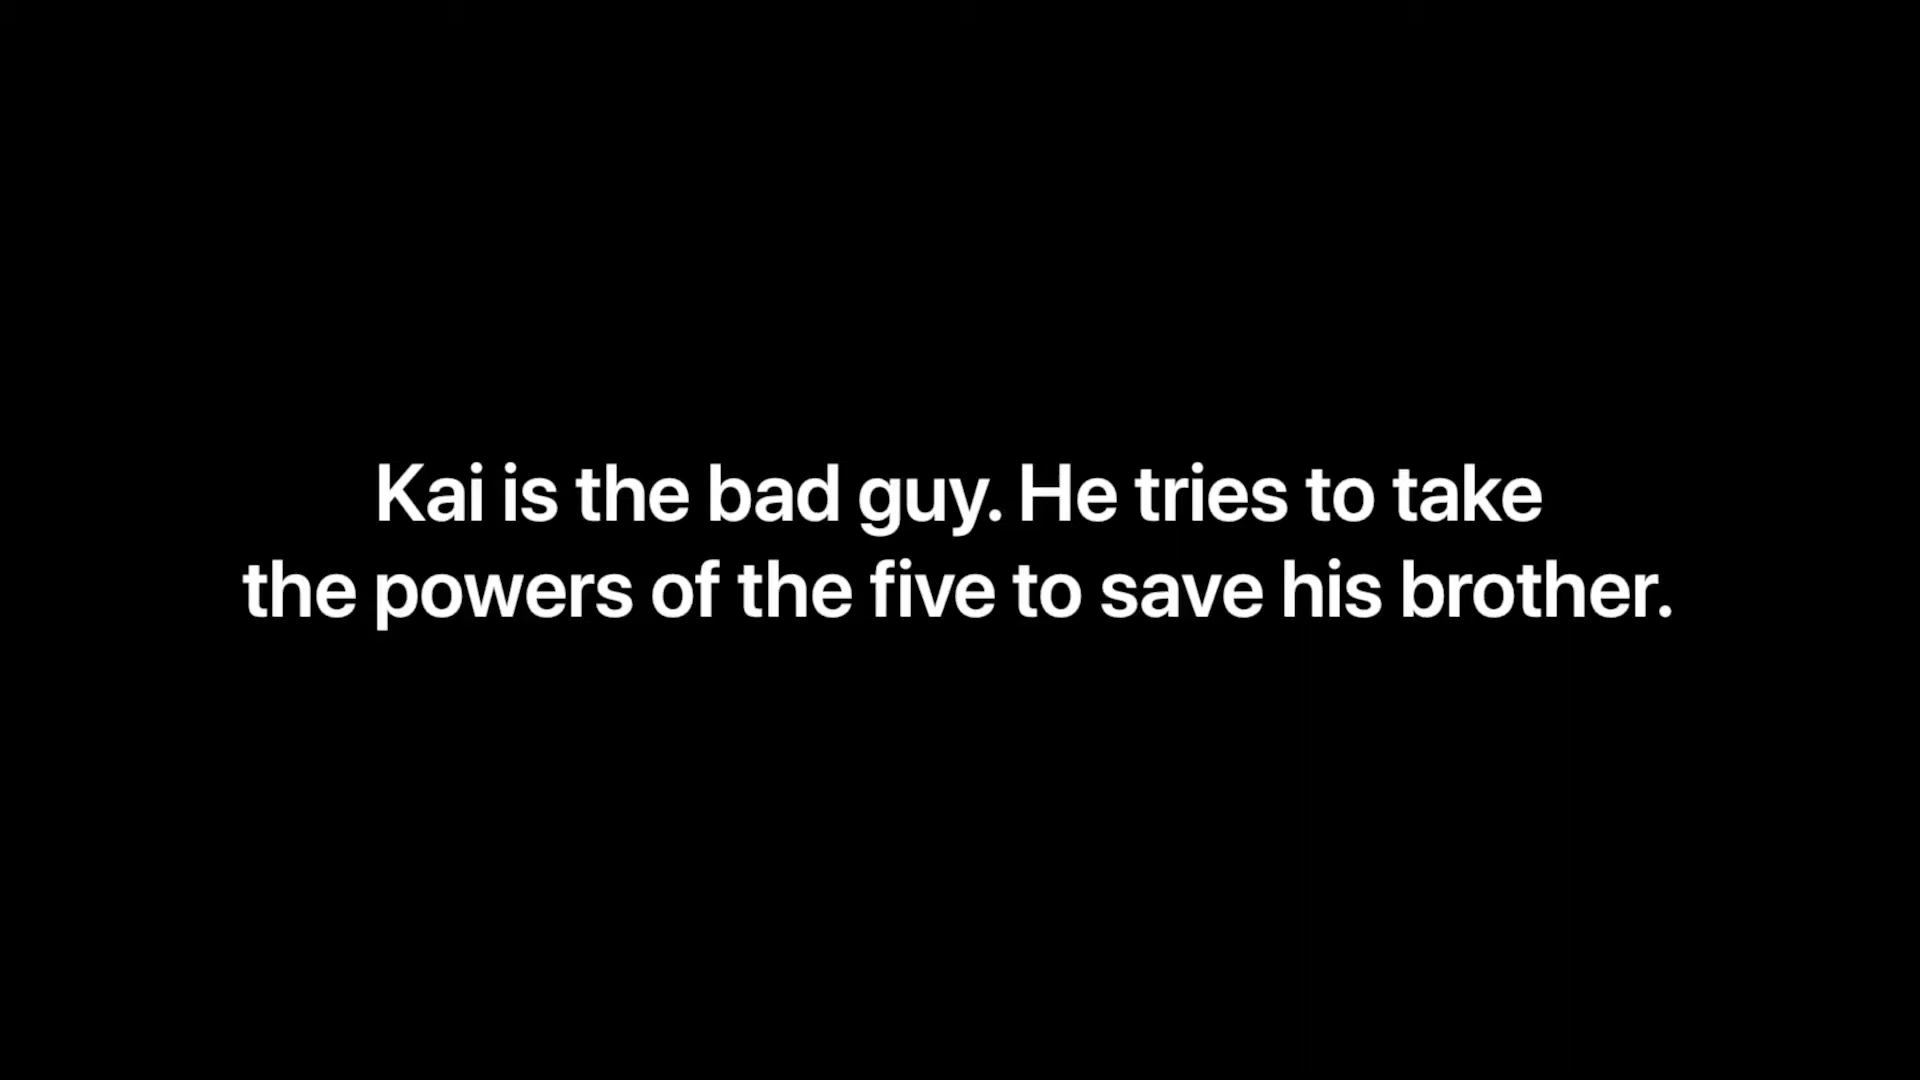 Kai is the bad guy. He tries to take
the powers of the five to save his brother.